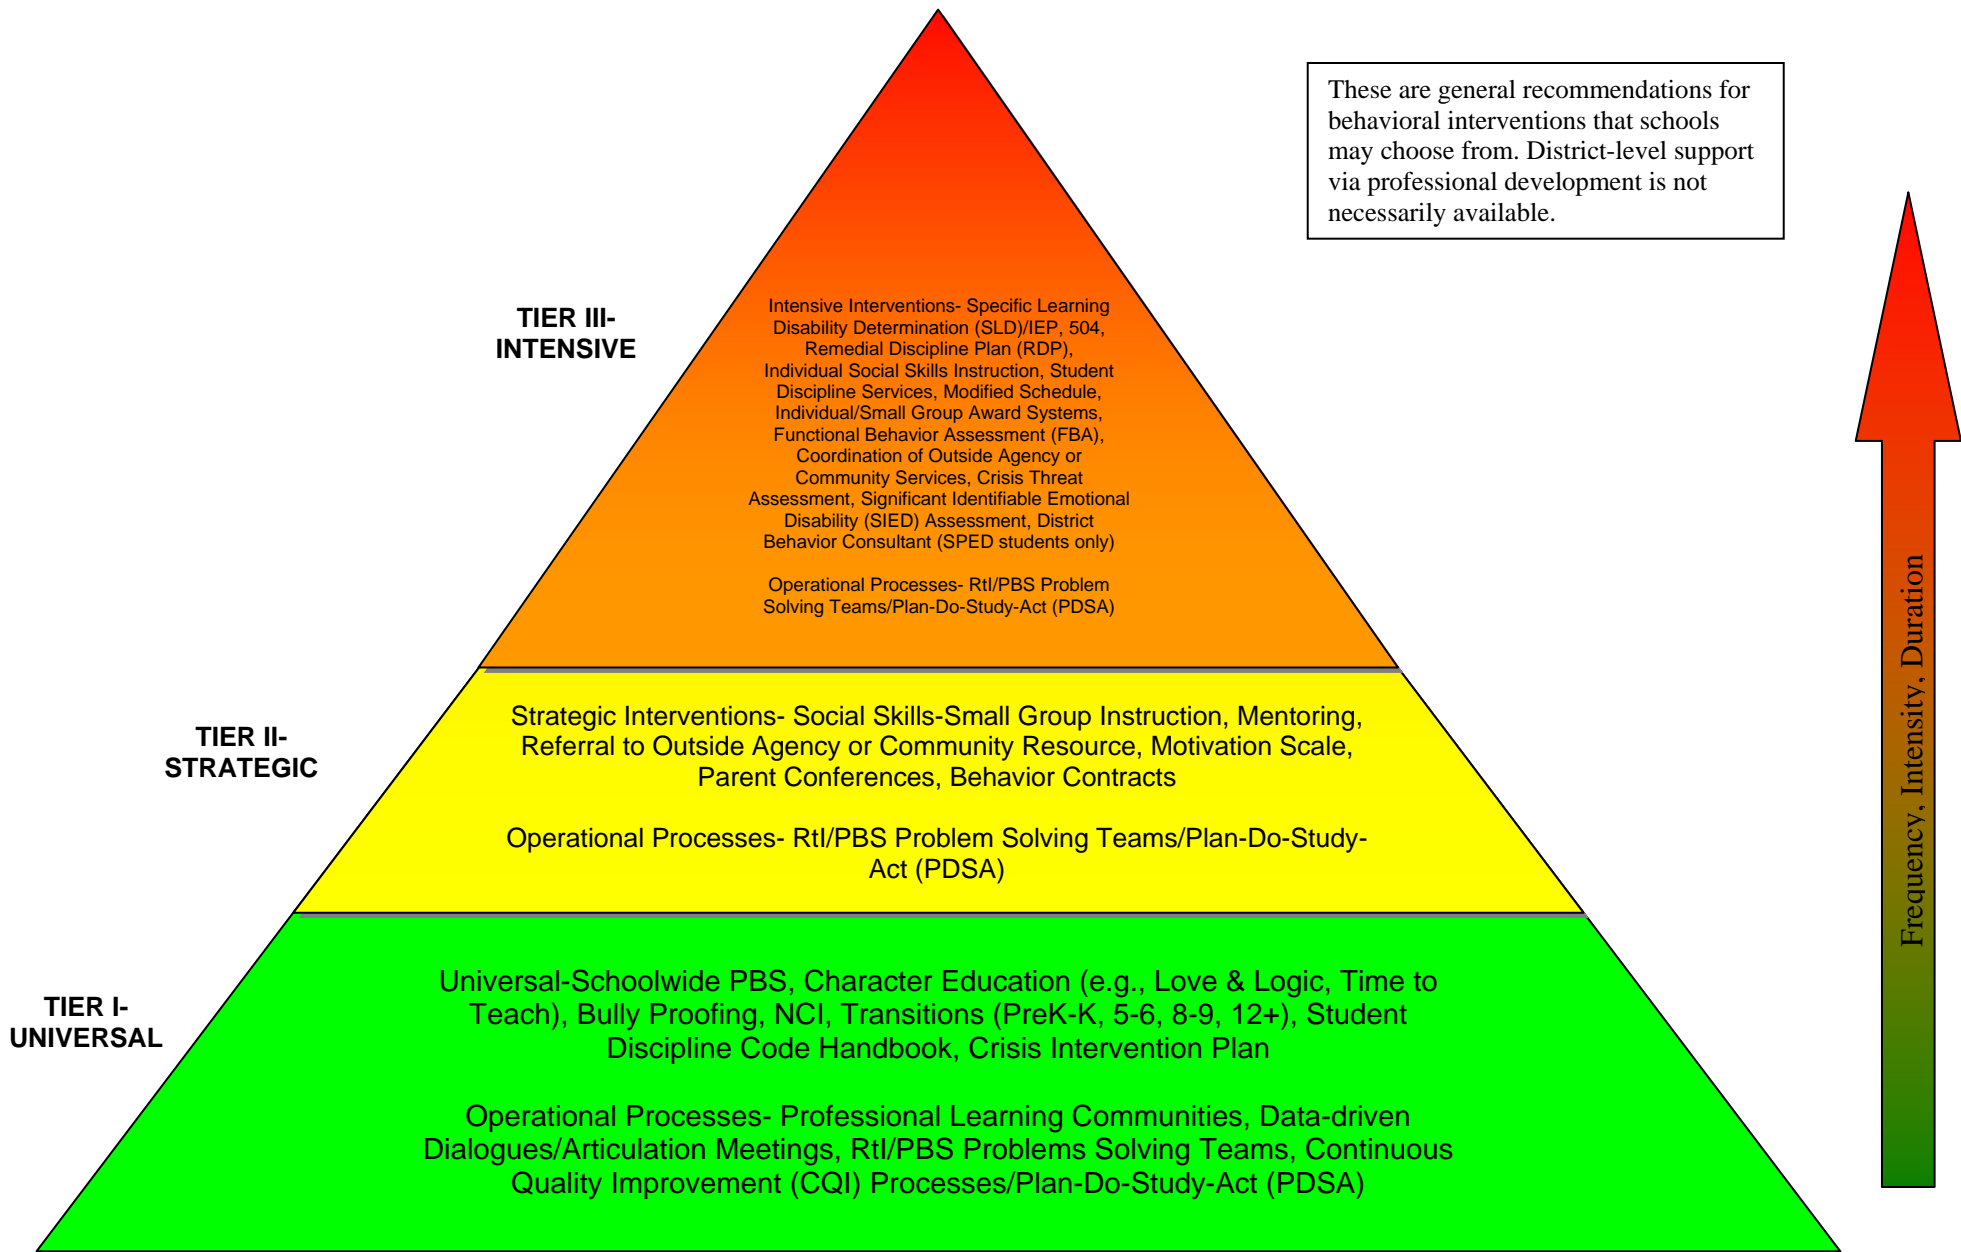 These are general recommendations for
behavioral interventions that schools
may choose from. District-level support
via professional development is not
necessarily available.
TIER III-
INTENSIVE
Intensive Interventions- Specific Learning
Disability Determination (SLD)/IEP, 504,
Remedial Discipline Plan (RDP),
Individual Social Skills Instruction, Student
Discipline Services, Modified Schedule,
Individual/Small Group Award Systems,
Functional Behavior Assessment (FBA),
Coordination of Outside Agency or
Community Services, Crisis Threat
Assessment, Significant Identifiable Emotional
Disability (SIED) Assessment, District
Behavior Consultant (SPED students only)
Operational Processes- RtI/PBS Problem
Solving Teams/Plan-Do-Study-Act (PDSA)
TIER II-
STRATEGIC
Strategic Interventions- Social Skills-Small Group Instruction, Mentoring,
Referral to Outside Agency or Community Resource, Motivation Scale,
Parent Conferences, Behavior Contracts
Operational Processes- RtI/PBS Problem Solving Teams/Plan-Do-Study-
Act (PDSA)
TIER I-
UNIVERSAL
Universal-Schoolwide PBS, Character Education (e.g., Love & Logic, Time to
Teach), Bully Proofing, NCI, Transitions (PreK-K, 5-6, 8-9, 12+), Student
Discipline Code Handbook, Crisis Intervention Plan
Operational Processes- Professional Learning Communities, Data-driven
Dialogues/Articulation Meetings, RtI/PBS Problems Solving Teams, Continuous
Quality Improvement (CQI) Processes/Plan-Do-Study-Act (PDSA)
Frequency, Intensity, Duration